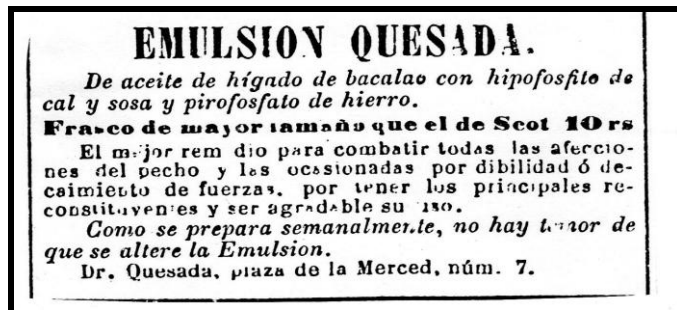 EMULSION QUESADA.
De aceite de hígado de bacalao con hipofosfito de
cal y sosa y pirofosfato de hierro.
Frasco de mayor tamaño que el de Scot 10 rs
El mejor remedio para combatir todas las afeccio-
nes del pecho y las ocasionadas por dibilidad ó de-
caimiento de fuerzas, por tener los principales re-
constituyentes y ser agradable su uso.
Como se prepara semanalmente, no hay temor de
que se altere la Emulsion.
Dr. Quesada, plaza de la Merced, núm. 7.